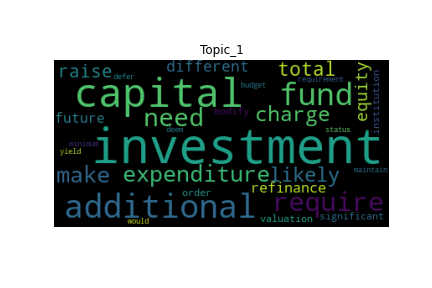 Topic_1
raise defer different total requirement
capital budget fund equity institution
future need modify charge
minimum deem investment status
yield make expenditure likely maintain
order refinance
additional require
would valuation significant